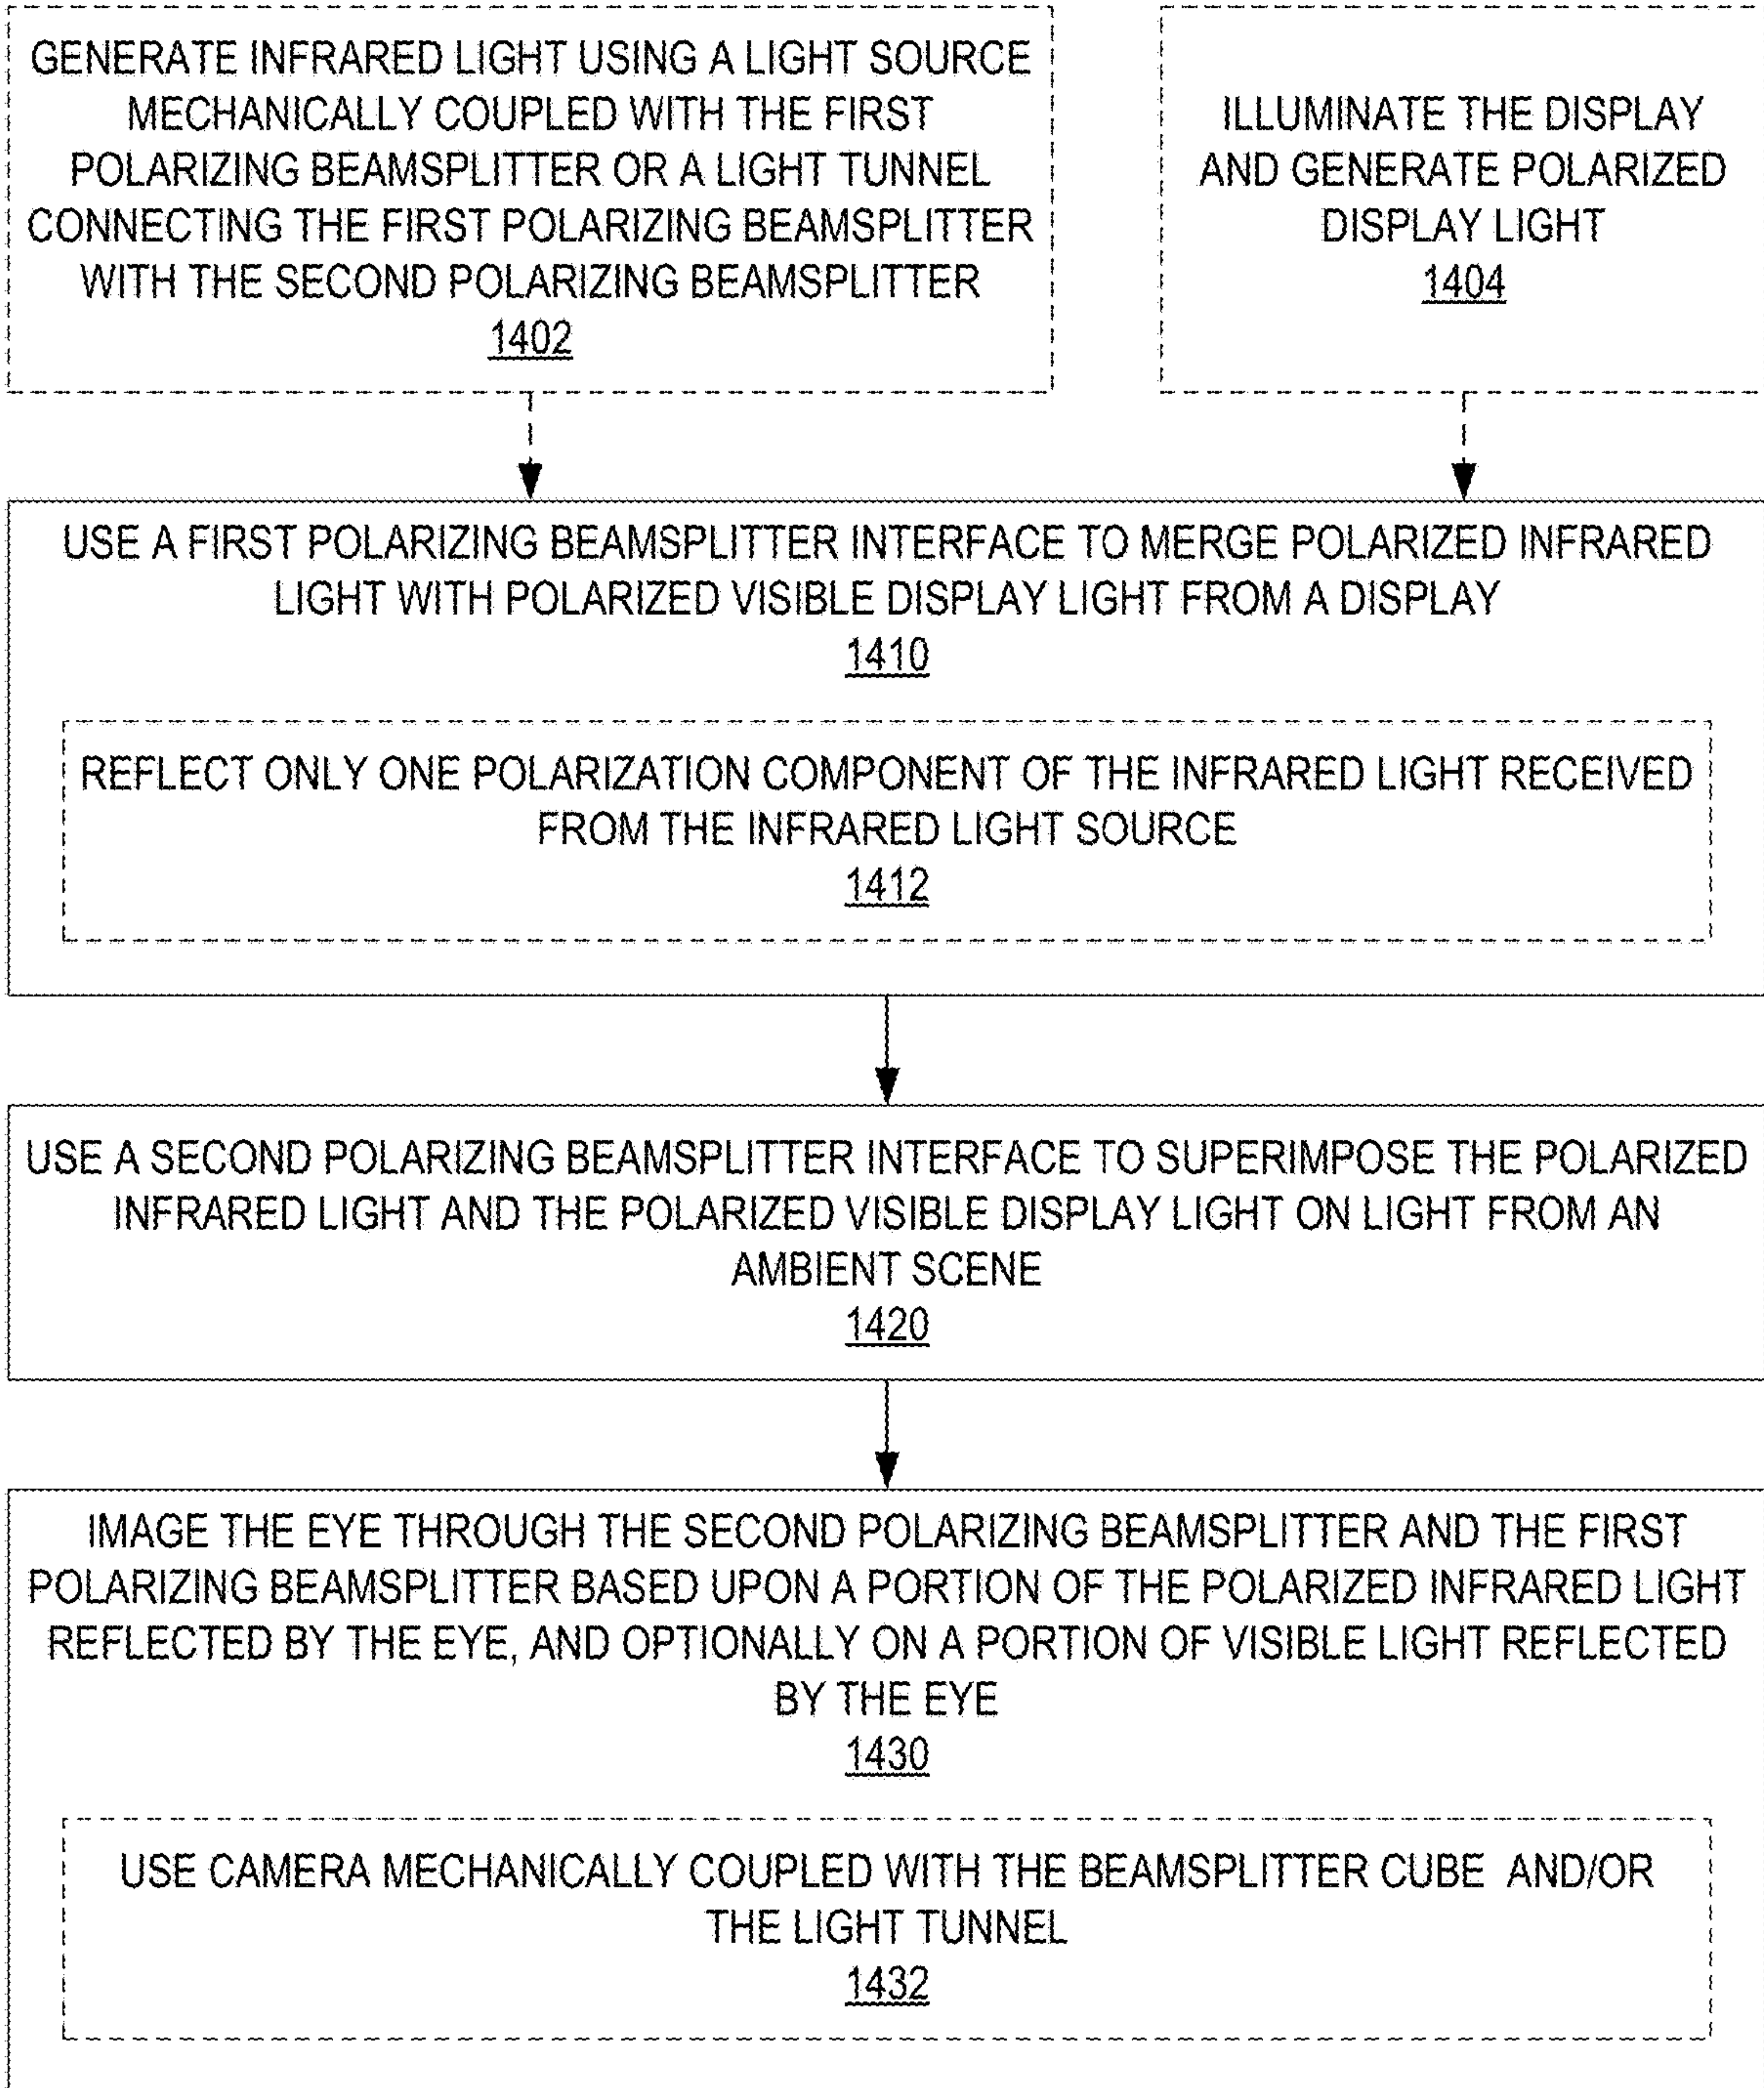 GENERATE INFRARED LIGHT USING A LIGHT SOURCE
MECHANICALLY COUPLED WITH THE FIRST
POLARIZING BEAMSPLITTER OR A LIGHT TUNNEL
CONNECTING THE FIRST POLARIZING BEAMSPLITTER
WITH THE SECOND POLARIZING BEAMSPLITTER
1402
ILLUMINATE THE DISPLAY
AND GENERATE POLARIZED
DISPLAY LIGHT
1404
USE A FIRST POLARIZING BEAMSPLITTER INTERFACE TO MERGE POLARIZED INFRARED
LIGHT WITH POLARIZED VISIBLE DISPLAY LIGHT FROM A DISPLAY
1410
REFLECT ONLY ONE POLARIZATION COMPONENT OF THE INFRARED LIGHT RECEIVED
FROM THE INFRARED LIGHT SOURCE
1412
USE A SECOND POLARIZING BEAMSPLITTER INTERFACE TO SUPERIMPOSE THE POLARIZED
INFRARED LIGHT AND THE POLARIZED VISIBLE DISPLAY LIGHT ON LIGHT FROM AN
AMBIENT SCENE
1420
IMAGE THE EYE THROUGH THE SECOND POLARIZING BEAMSPLITTER AND THE FIRST
POLARIZING BEAMSPLITTER BASED UPON A PORTION OF THE POLARIZED INFRARED LIGHT
REFLECTED BY THE EYE, AND OPTIONALLY ON A PORTION OF VISIBLE LIGHT REFLECTED
BY THE EYE
1430
USE CAMERA MECHANICALLY COUPLED WITH THE BEAMSPLITTER CUBE AND/OR
THE LIGHT TUNNEL
1432